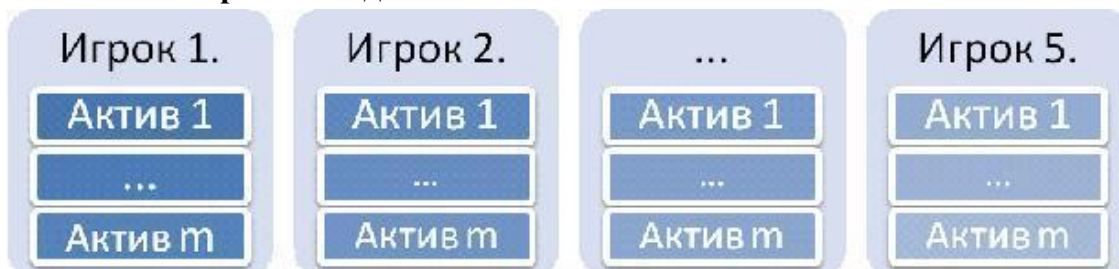 Игрок 1.
Актив 1
...
Актив m
Игрок 2.
Актив 1
...
Актив m
...
Актив 1
...
Актив m
Игрок 5.
Актив 1
...
Актив m